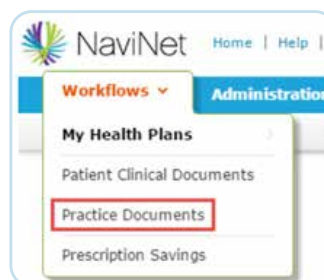 NaviNet Home | Help |
Workflows Administration
My Health Plans
Patient Clinical Documents
Practice Documents
Prescription Savings